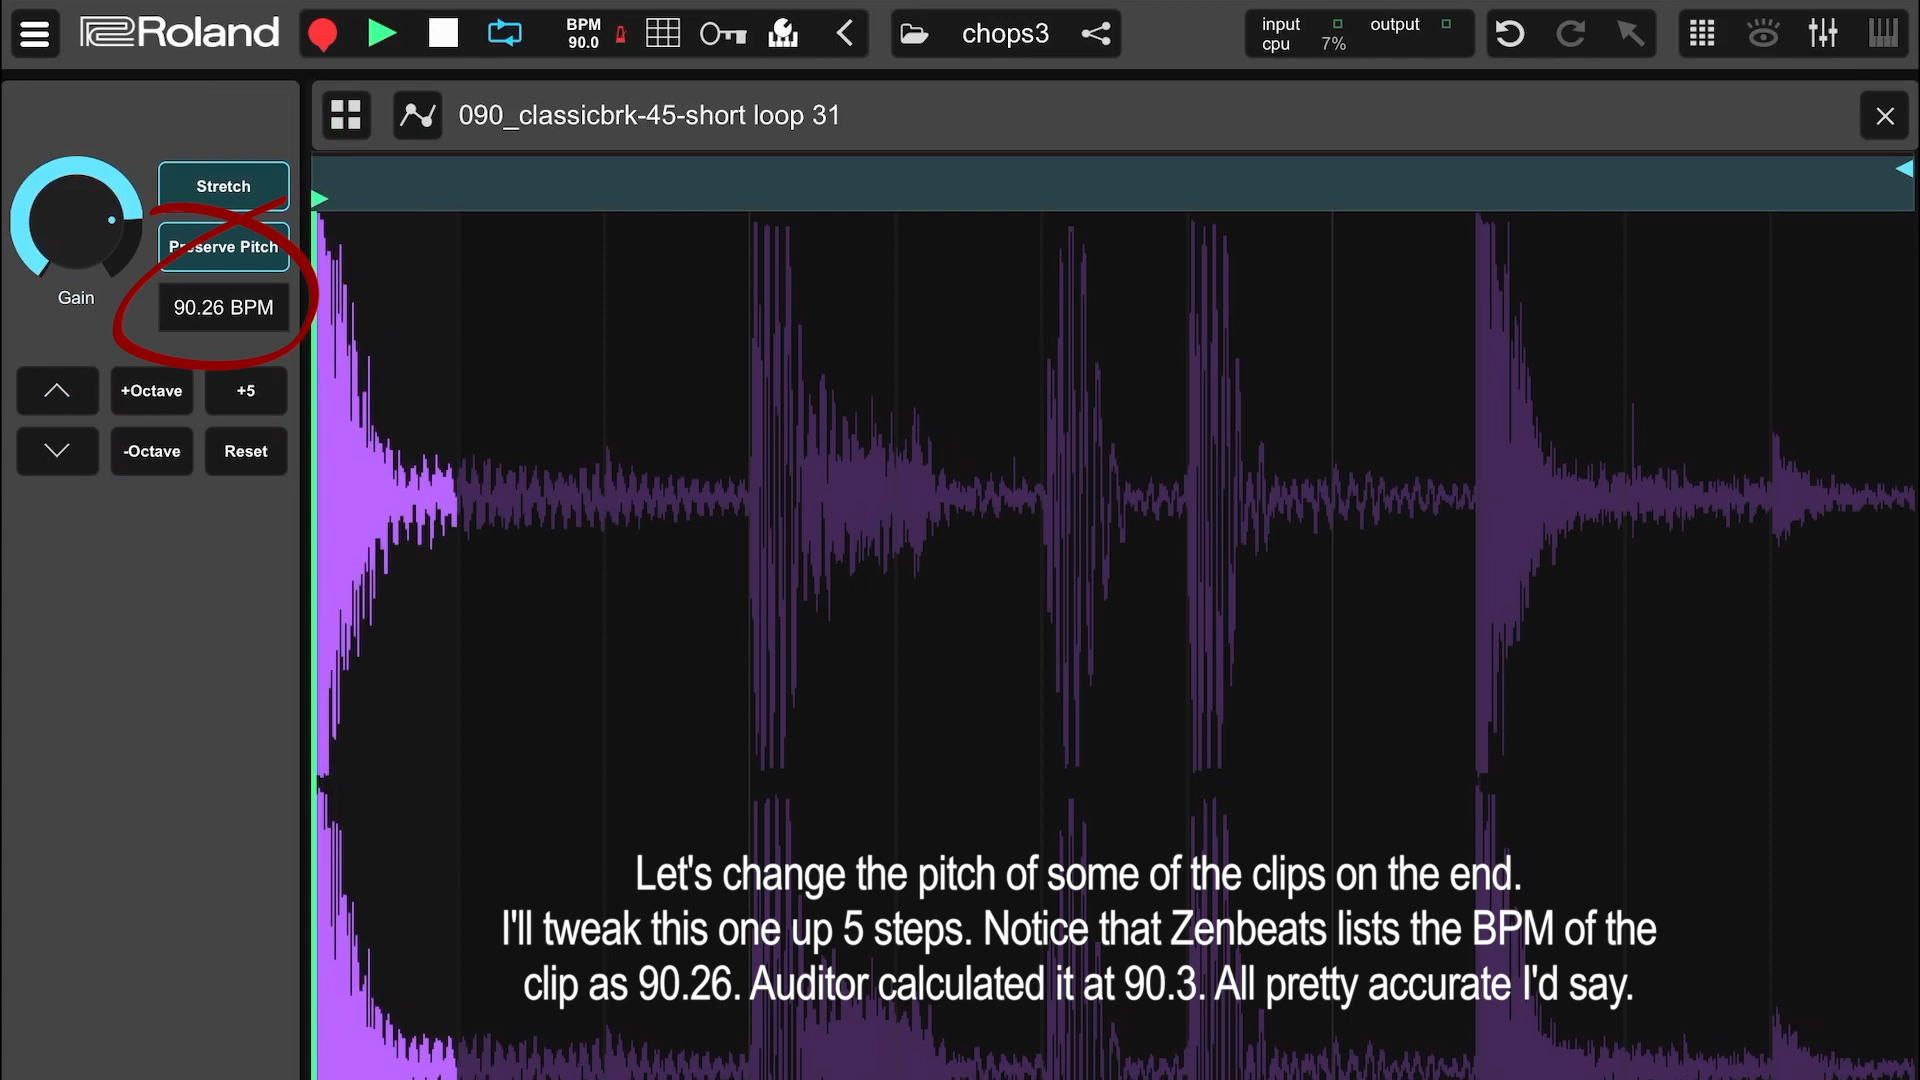 Roland
BPM
90.0
chops3
input
cpu
7%
output
090_classicbrk-45-short loop 31
Stretch
Preserve Pitch
90.26 BPM
Gain
+Octave
+5
-Octave
Reset
Let's change the pitch of some of the clips on the end.
I'll tweak this one up 5 steps. Notice that Zenbeats lists the BPM of the
clip as 90.26. Auditor calculated it at 90.3. All pretty accurate I'd say.